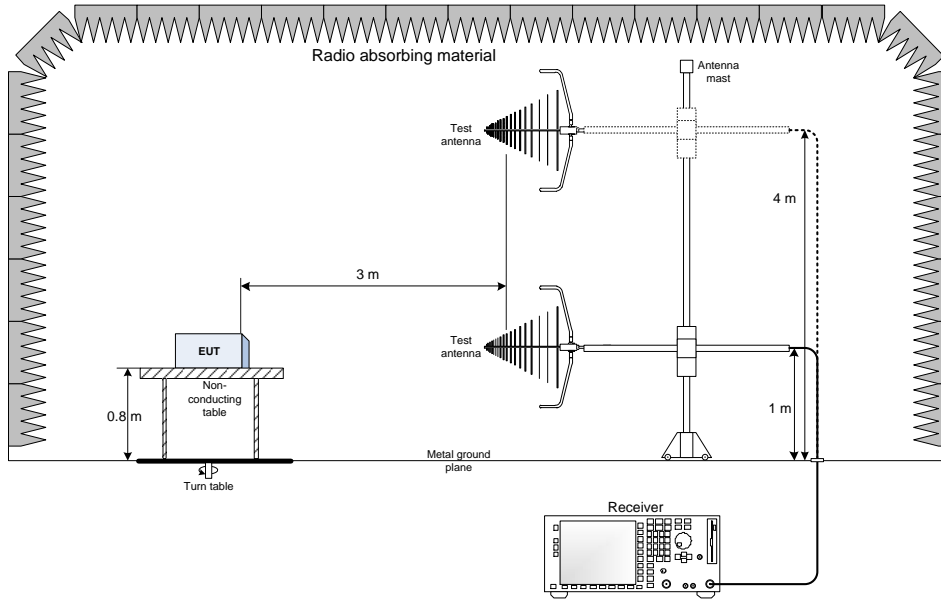 Radio absorbing material
Antenna
mast
Test
antenna
4 m
3 m
EUT
Test
antenna
Non-
conducting
table
0.8 m
1 m
Metal ground
plane
Turn table
Receiver